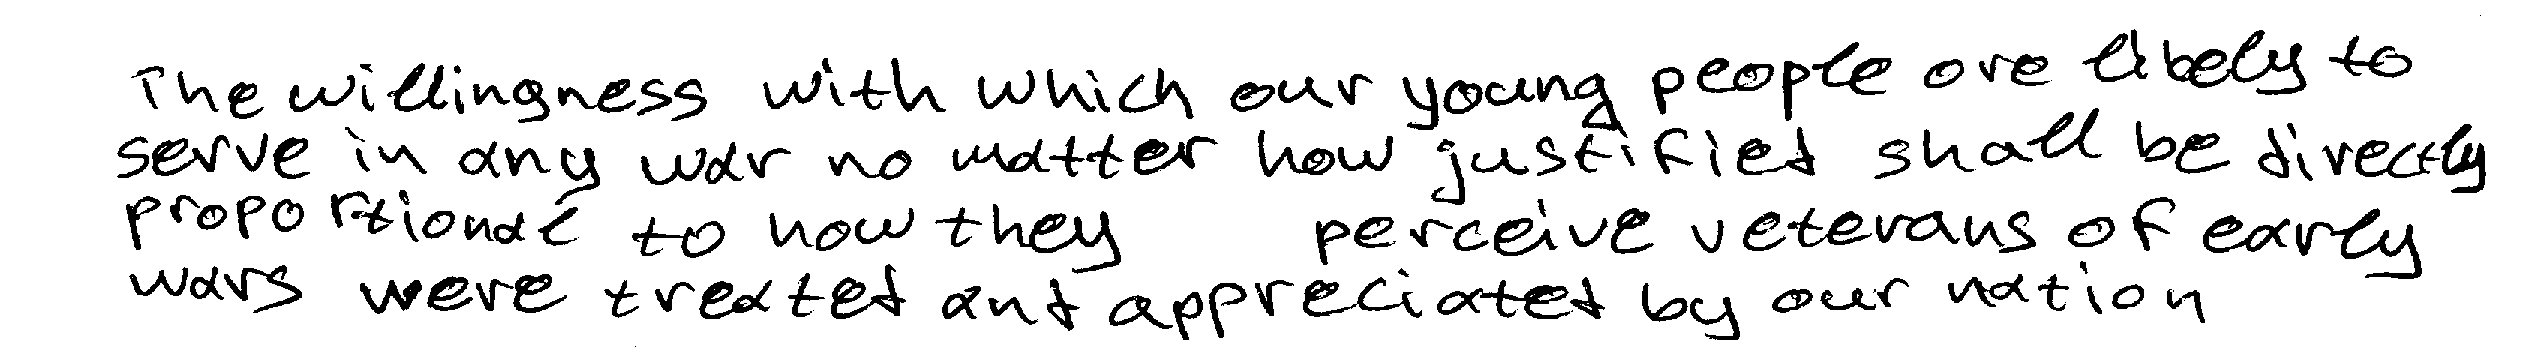 The willingness with which our young people are likely to
serve in any war no matter how justified shall be directly
proportional to how they perceive veterans of early
wars were treated and appreciated by our nation